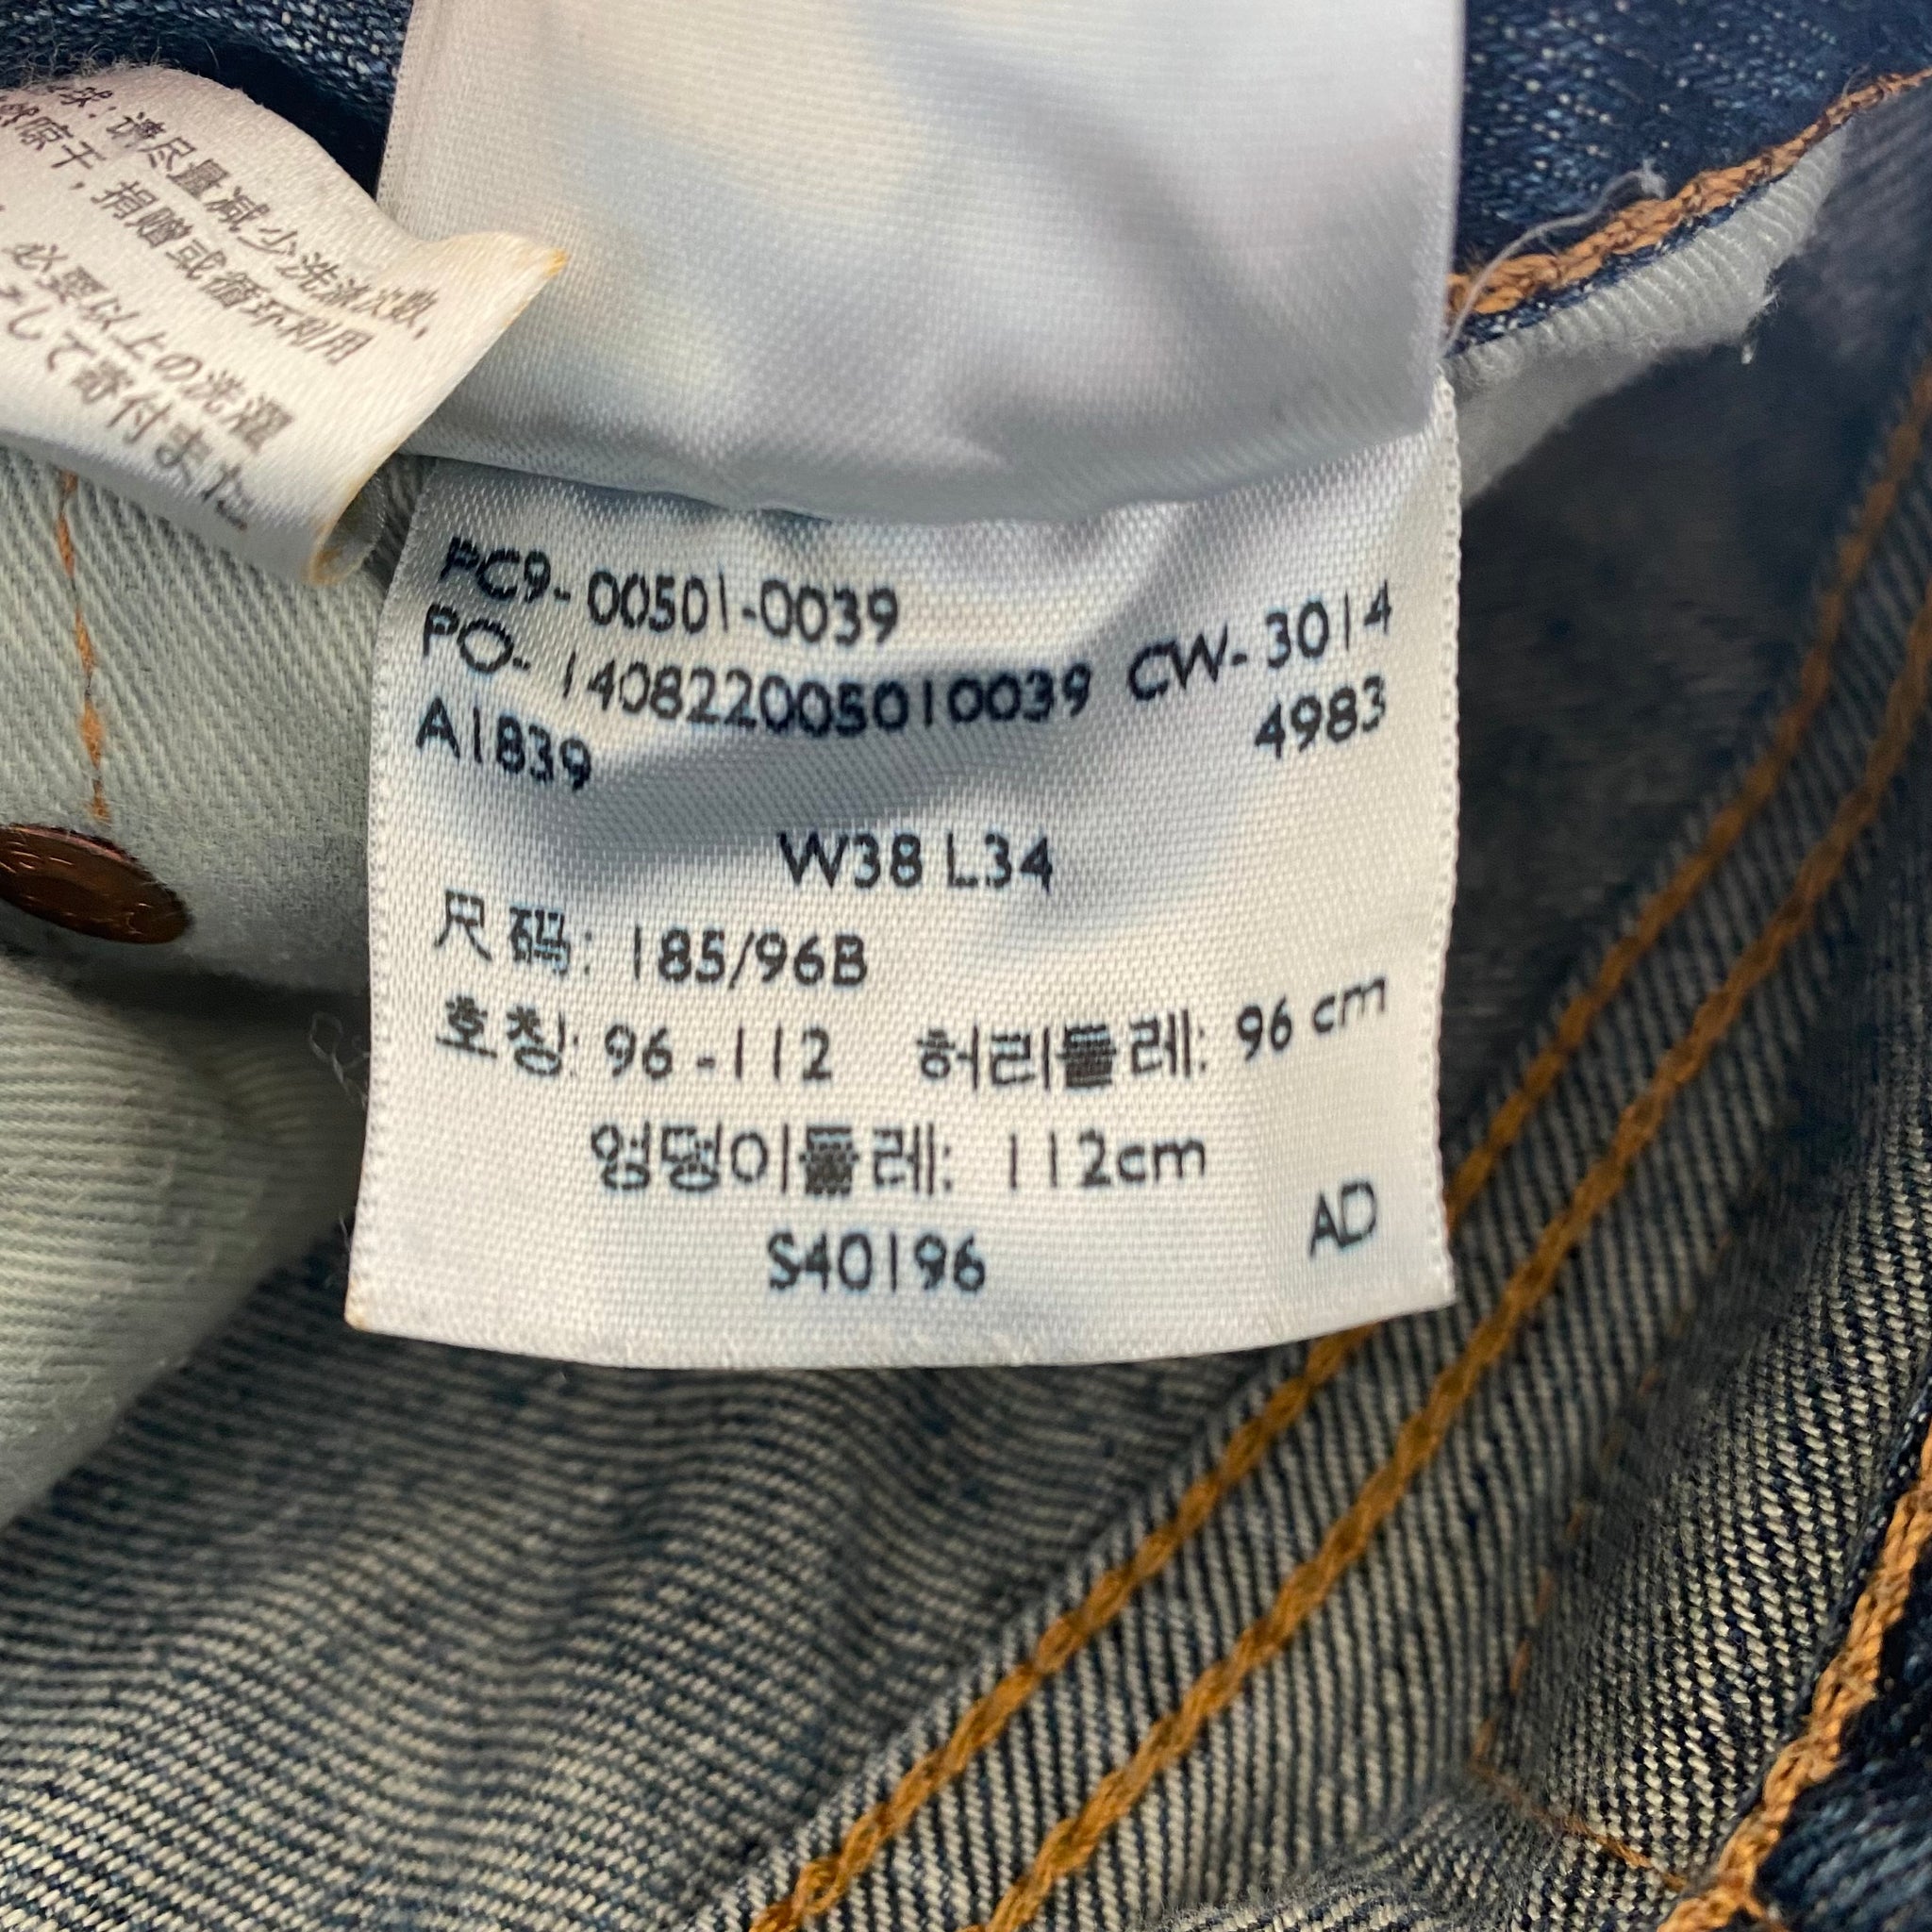 球: 请尽量减少洗涤次数,
晾干, 捐赠或循环利用
必要以上の洗濯
して寄付また
PC9- 00501-0039
PO- 14082200501 0039 CW- 3014
A1839 4983
W38 L34
尺码: 185/96B
호칭: 96 -112 허리둘레: 96 cm
엉덩이둘레: 112cm
S40196 AD